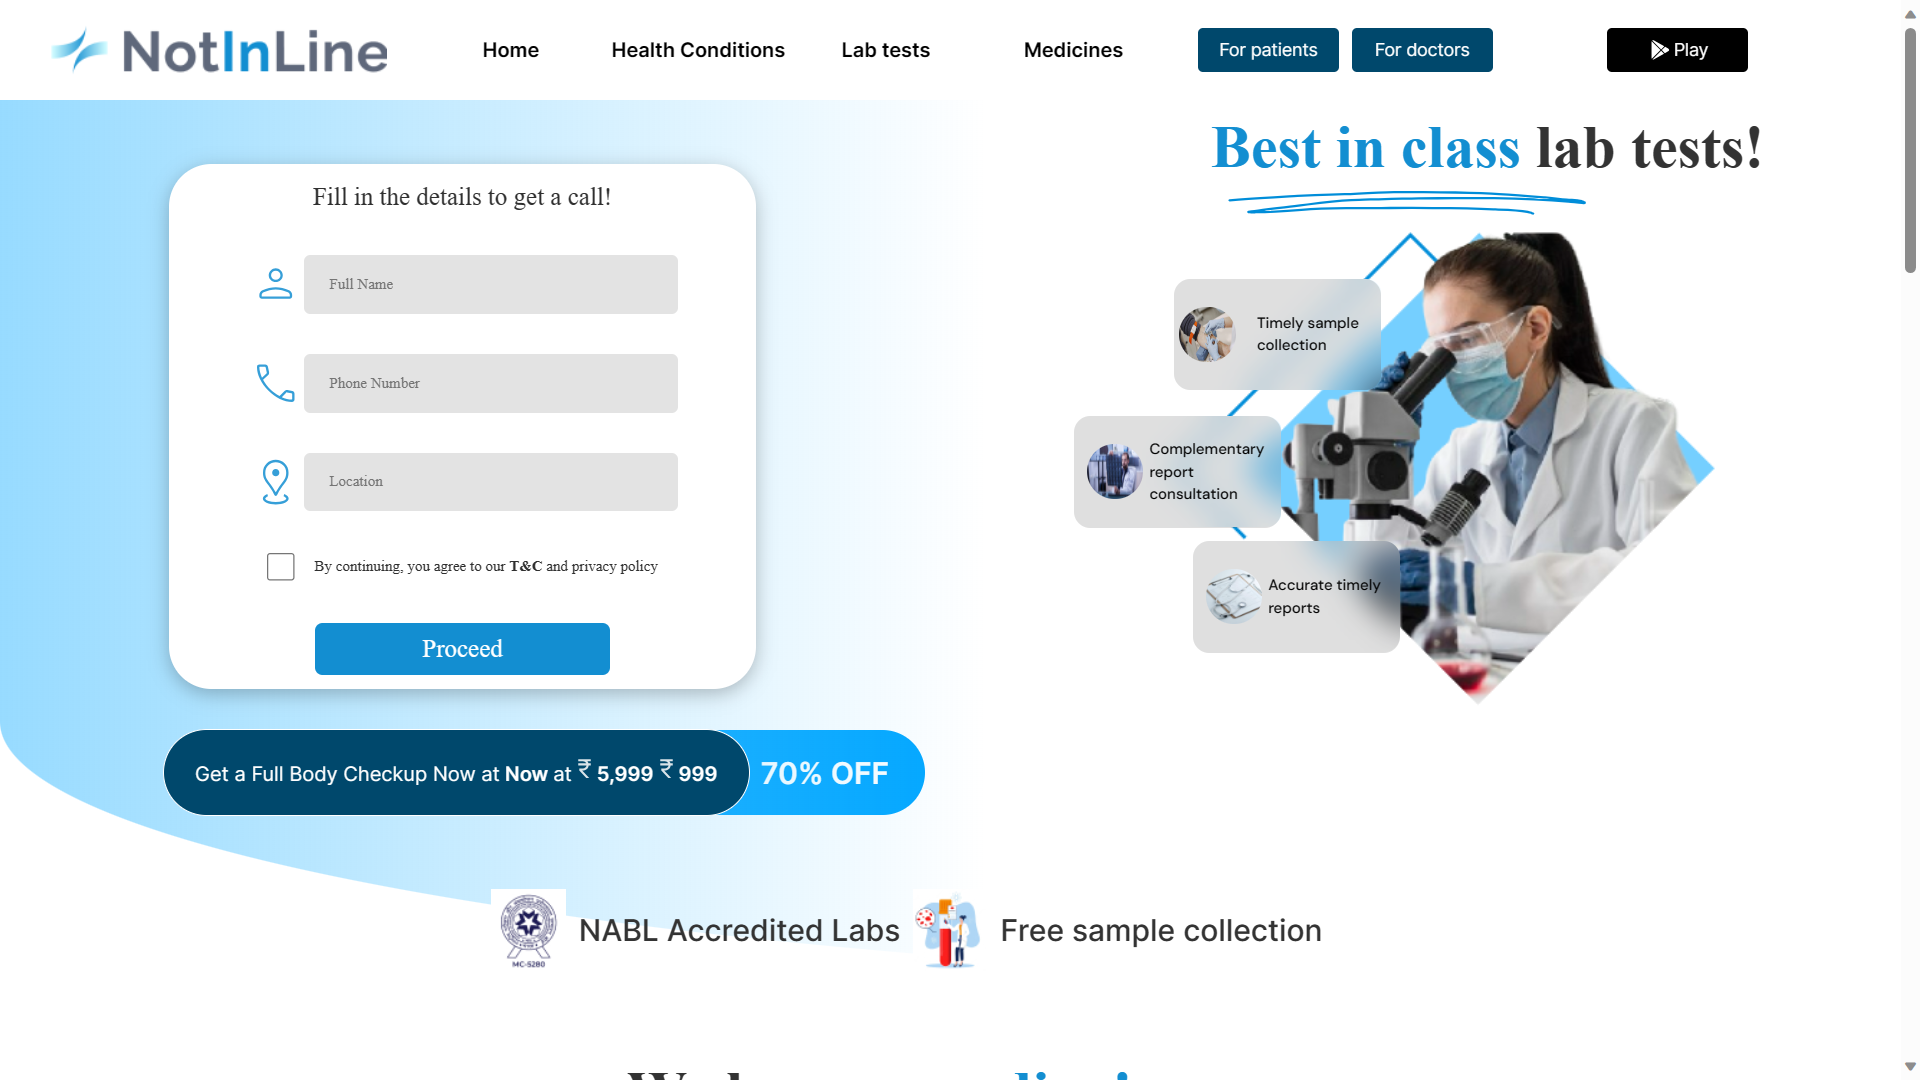 NotInLine
Home
Health Conditions
Lab tests
Medicines
For patients
For doctors
Play
Best in class lab tests!
Fill in the details to get a call!
Full Name
Phone Number
Location
By continuing, you agree to our T&C and privacy policy
Proceed
Timely sample
collection
Complementary
report
consultation
Accurate timely
reports
Get a Full Body Checkup Now at Now at ₹ 5,999 ₹ 999
70% OFF
MC-5280
NABL Accredited Labs
Free sample collection